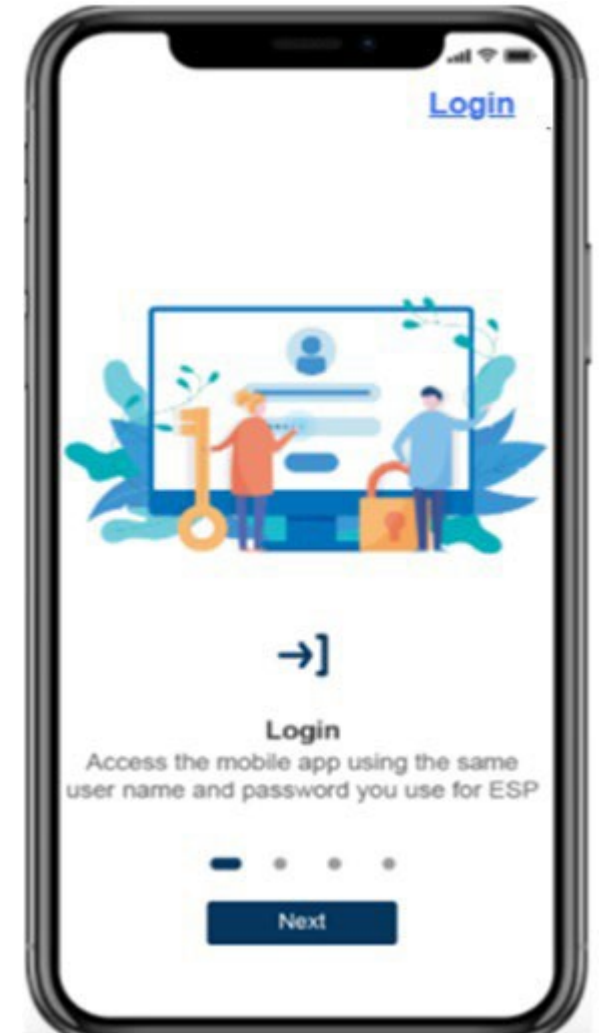 Login
Login
Access the mobile app using the same
user name and password you use for ESP
Next